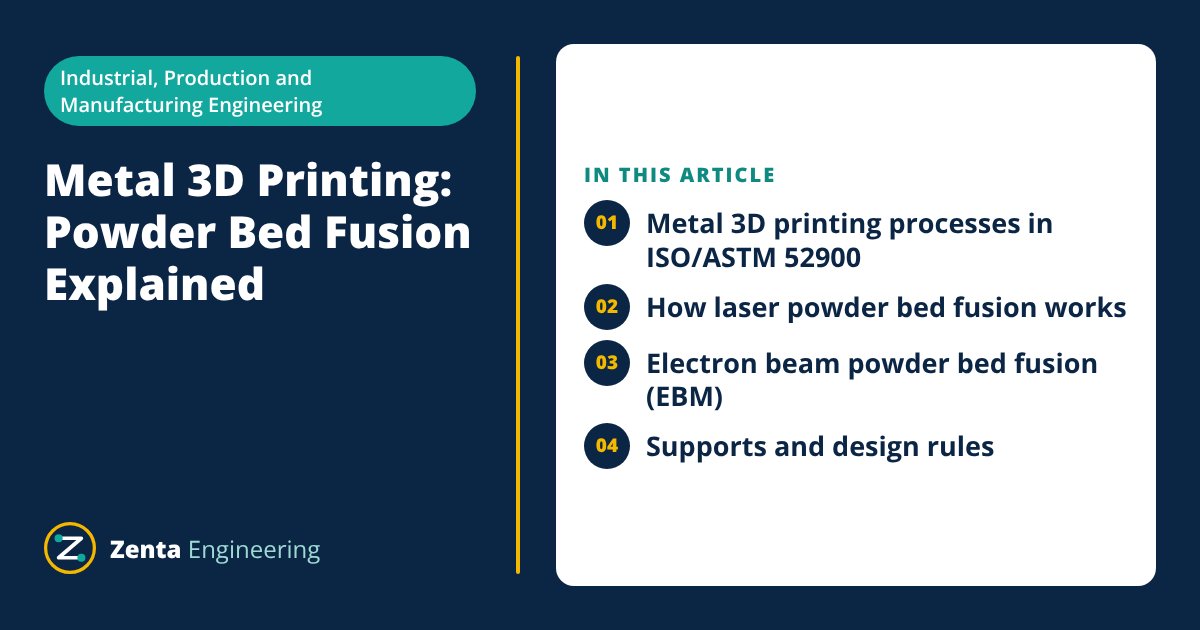 Industrial, Production and
Manufacturing Engineering
Metal 3D Printing:
Powder Bed Fusion
Explained
Zenta Engineering
IN THIS ARTICLE
01 Metal 3D printing processes in
ISO/ASTM 52900
02 How laser powder bed fusion works
03 Electron beam powder bed fusion
(EBM)
04 Supports and design rules